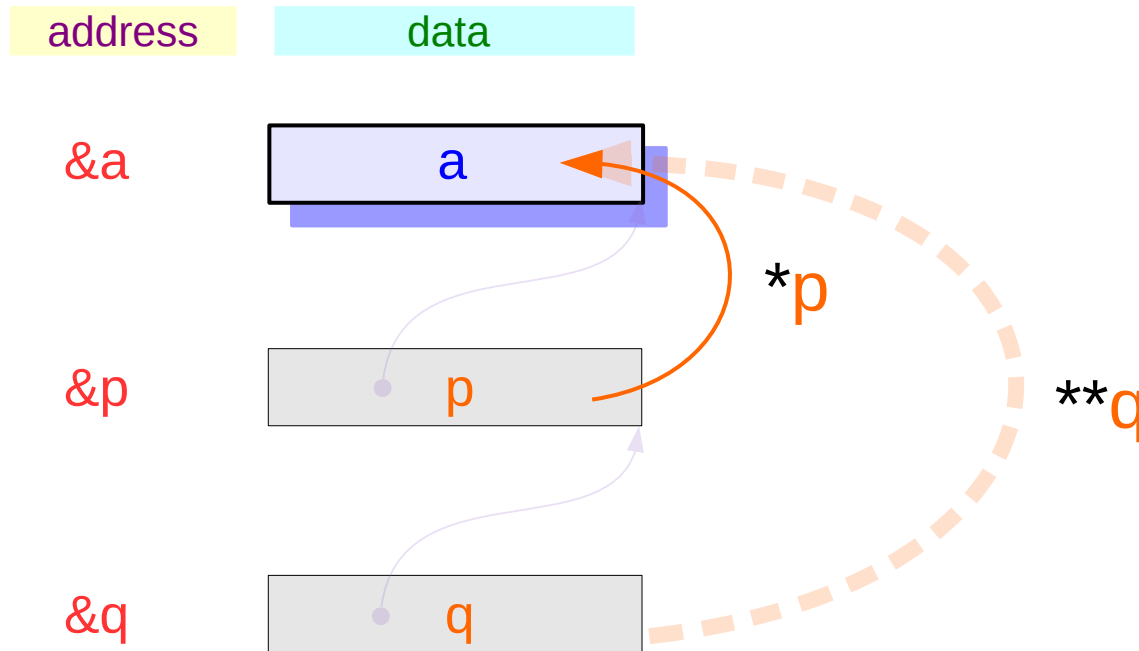 address data
&a a
*p
&p p
**q
&q q